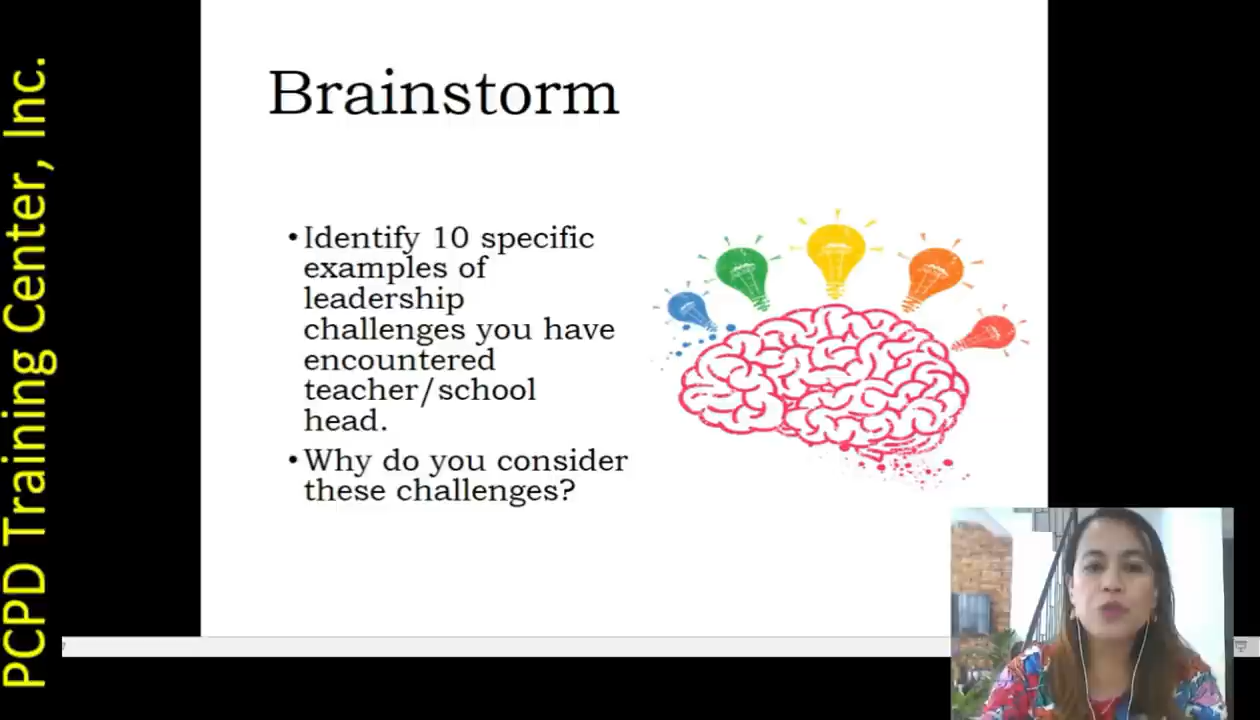 PCPD Training Center, Inc.
Brainstorm
•Identify 10 specific
examples of
leadership
challenges you have
encountered
teacher/school
head.
•Why do you consider
these challenges?